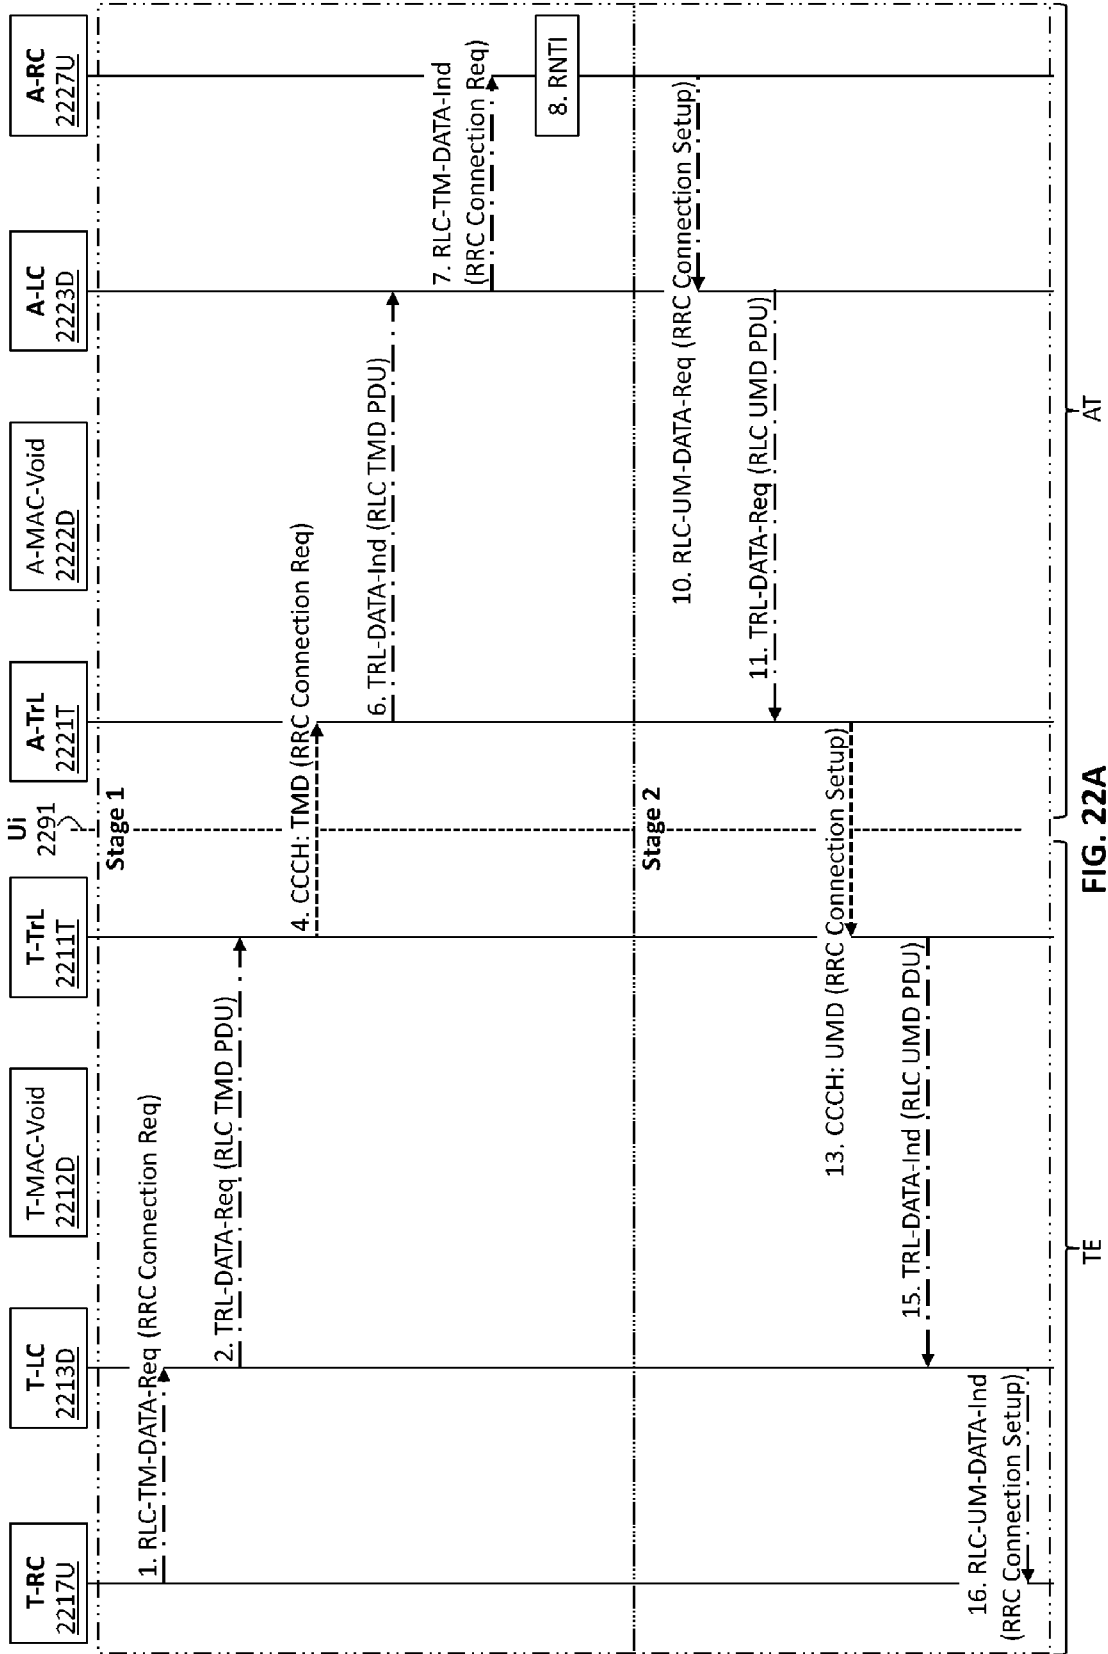 T-RC
2217U
T-LC
2213D
T-MAC-Void
2212D
T-TrL
2211T
Ui
2291
A-TrL
2221T
A-MAC-Void
2222D
A-LC
2223D
A-RC
2227U
Stage 1
1. RLC-TM-DATA-Req (RRC Connection Req)
2. TRL-DATA-Req (RLC TMD PDU)
4. CCCH: TMD (RRC Connection Req)
6. TRL-DATA-Ind (RLC TMD PDU)
7. RLC-TM-DATA-Ind
(RRC Connection Req)
8. RNTI
Stage 2
10. RLC-UM-DATA-Req (RRC Connection Setup)
11. TRL-DATA-Req (RLC UMD PDU)
13. CCCH: UMD (RRC Connection Setup)
15. TRL-DATA-Ind (RLC UMD PDU)
16. RLC-UM-DATA-Ind
(RRC Connection Setup)
TE
AT
FIG. 22A